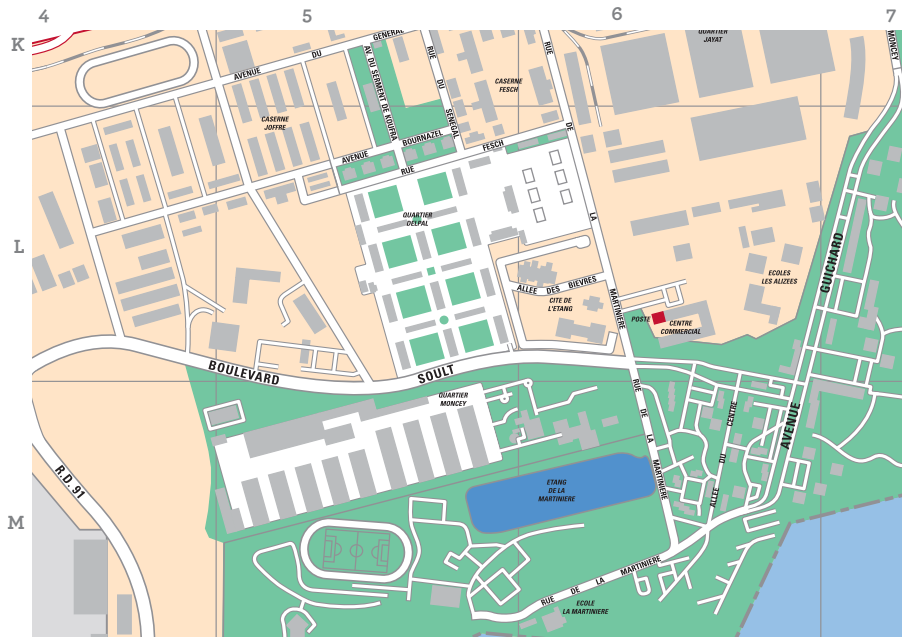 4
5
6
7
K
L
M
AVENUE DU GENERAL
AV DU SERMENT DE KOUFRA
RUE DU SENEGAL
RUE DE LA MARTINIERE
QUARTIER
JAYAT
MONCEY
CASERNE
FESCH
CASERNE
JOFFRE
AVENUE BOURNAZEL
RUE FESCH
QUARTIER
DELPAL
AVENUE GUICHARD
ECOLES
LES ALIZEES
ALLEE DES BIEVRES
CITE DE
L'ETANG
POSTE
CENTRE
COMMERCIAL
BOULEVARD SOULT
QUARTIER
MONCEY
RUE DE LA MARTINIERE
ALLEE DU CENTRE
R.D. 91
ETANG
DE LA
MARTINIERE
RUE DE LA MARTINIERE
ECOLE
LA MARTINIERE